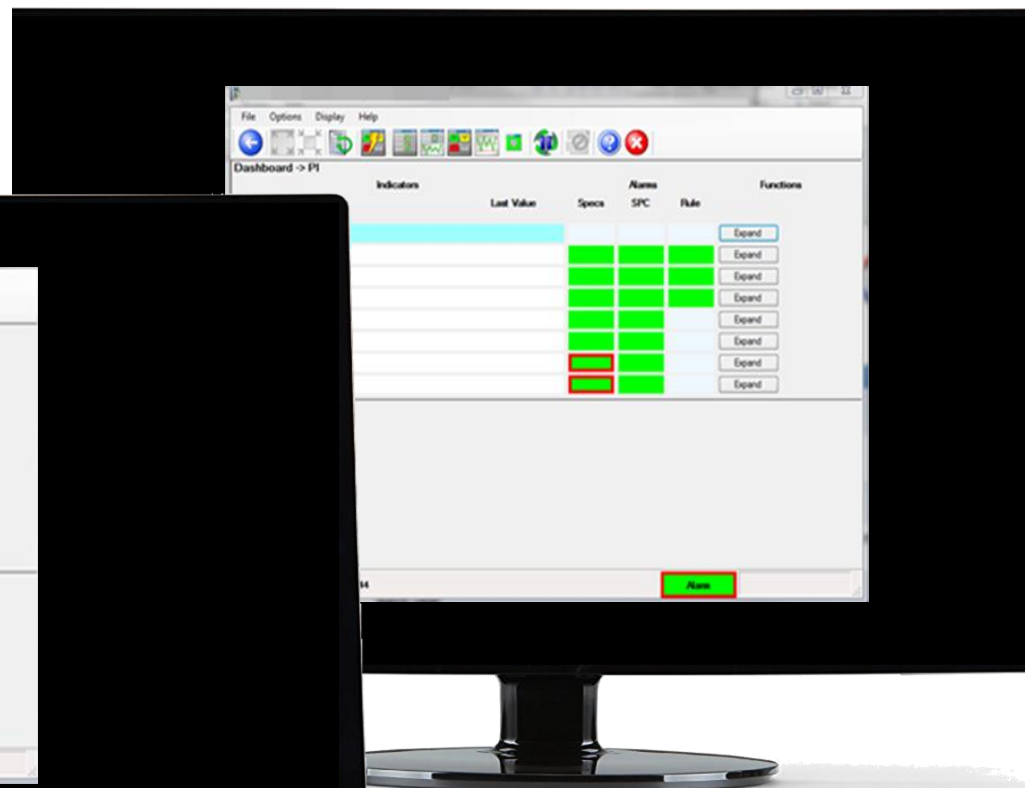 File Options Display Help
Dashboard -> PI
Indicators Alarms Functions
Last Value Specs SPC Rule
Expand
Expand
Expand
Expand
Expand
Expand
Expand
Expand
Alarm